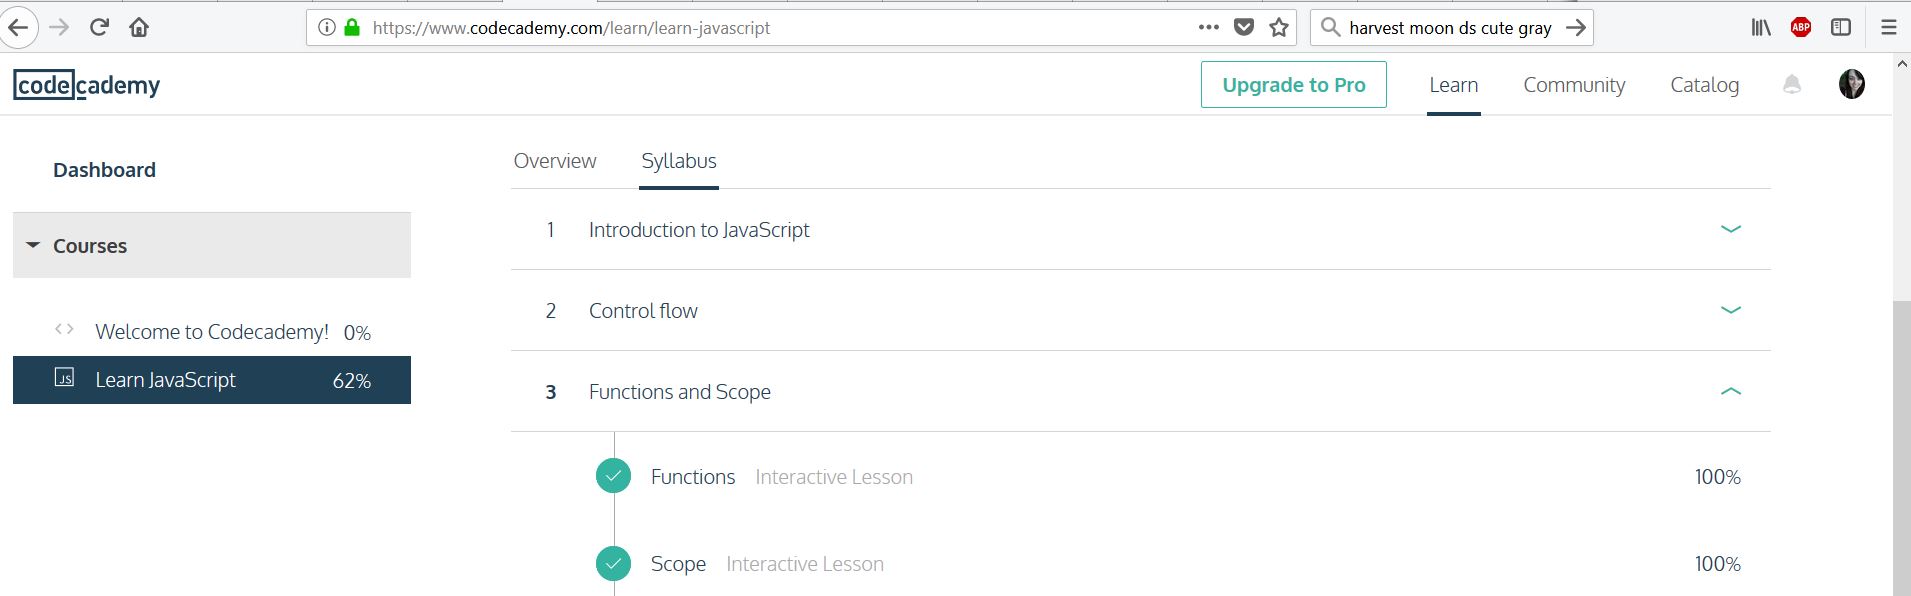 https://www.codecademy.com/learn/learn-javascript
harvest moon ds cute gray
ABP
codecademy
Upgrade to Pro
Learn
Community
Catalog
Dashboard
Courses
Welcome to Codecademy! 0%
JS Learn JavaScript 62%
Overview Syllabus
1 Introduction to JavaScript
2 Control flow
3 Functions and Scope
Functions Interactive Lesson 100%
Scope Interactive Lesson 100%